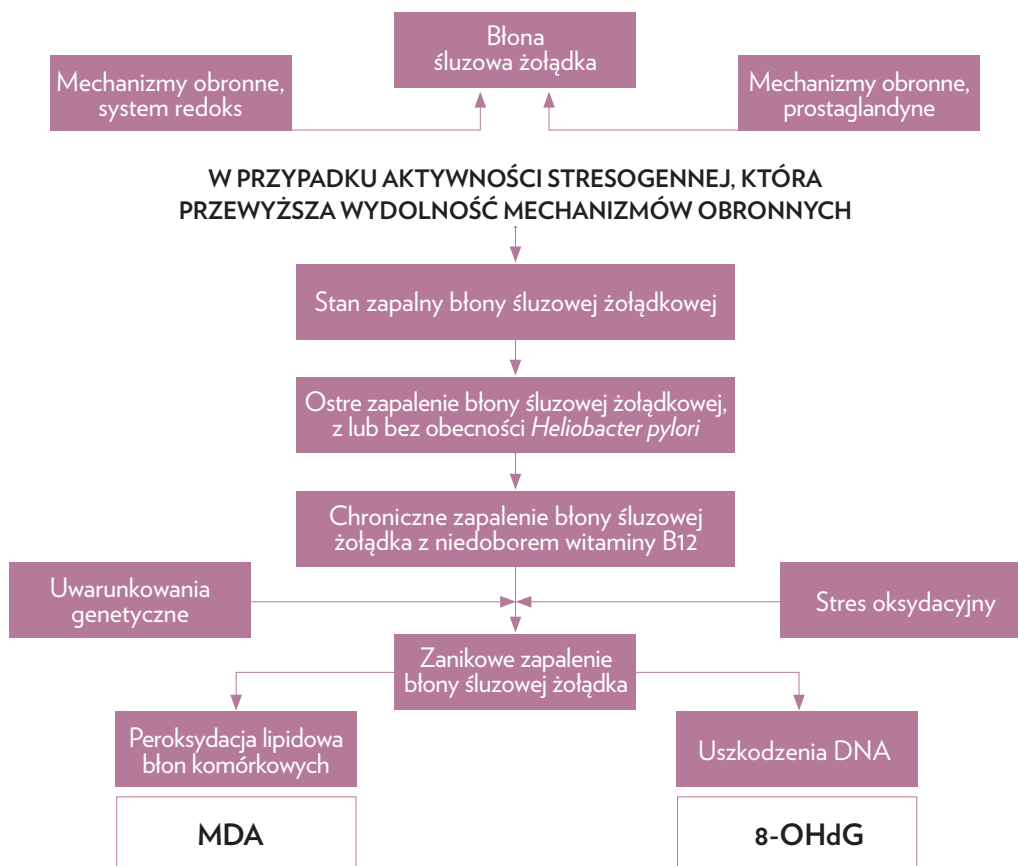 Błona
śluzowa żołądka
Mechanizmy obronne,
system redoks
Mechanizmy obronne,
prostaglandyne
W PRZYPADKU AKTYWNOŚCI STRESOGENNEJ, KTÓRA
PRZEWYŻSZA WYDOLNOŚĆ MECHANIZMÓW OBRONNYCH
Stan zapalny błony śluzowej żołądkowej
Ostre zapalenie błony śluzowej żołądkowej,
z lub bez obecności Heliobacter pylori
Chroniczne zapalenie błony śluzowej
żołądka z niedoborem witaminy B12
Uwarunkowania
genetyczne
Stres oksydacyjny
Zanikowe zapalenie
błony śluzowej żołądka
Peroksydacja lipidowa
błon komórkowych
Uszkodzenia DNA
MDA
8-OHdG